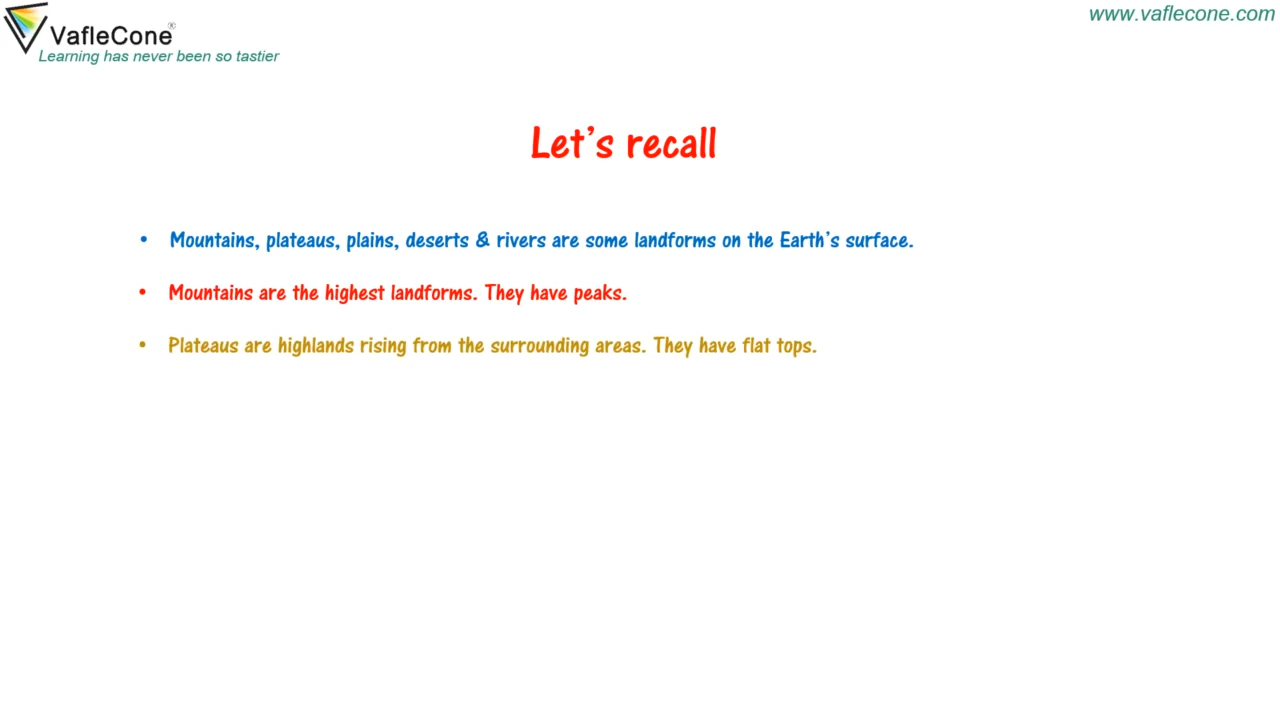 VafleCone®
www.vaflecone.com
Learning has never been so tastier
Let's recall
• Mountains, plateaus, plains, deserts & rivers are some landforms on the Earth's surface.
• Mountains are the highest landforms. They have peaks.
• Plateaus are highlands rising from the surrounding areas. They have flat tops.